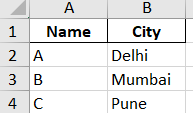 A B
1 Name City
2 A Delhi
3 B Mumbai
4 C Pune